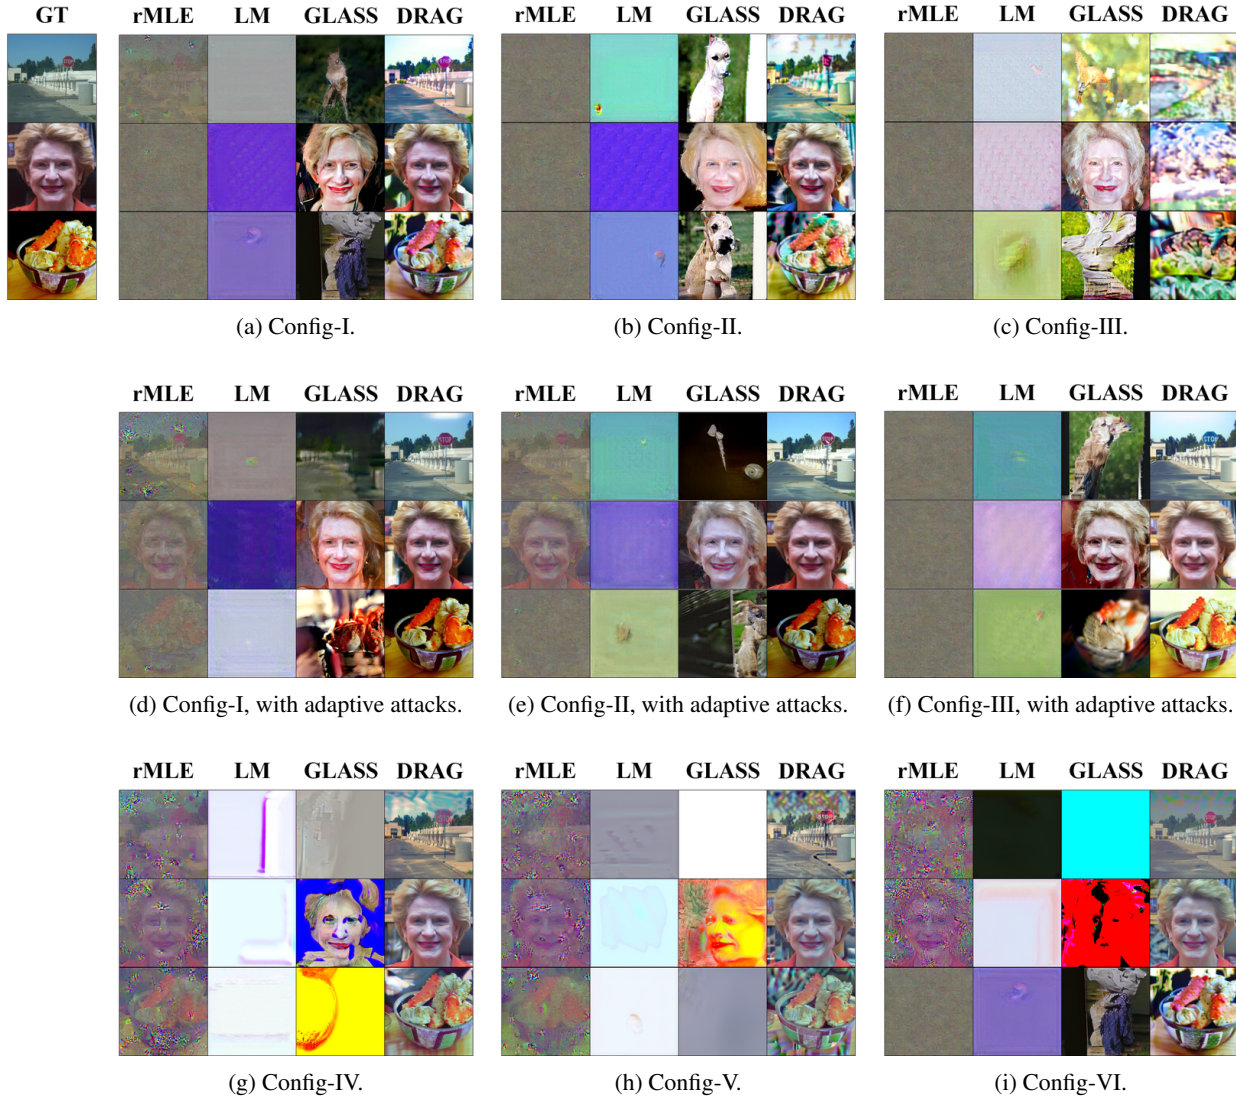 GT rMLE LM GLASS DRAG rMLE LM GLASS DRAG rMLE LM GLASS DRAG
(a) Config-I. (b) Config-II. (c) Config-III.
rMLE LM GLASS DRAG rMLE LM GLASS DRAG rMLE LM GLASS DRAG
(d) Config-I, with adaptive attacks. (e) Config-II, with adaptive attacks. (f) Config-III, with adaptive attacks.
rMLE LM GLASS DRAG rMLE LM GLASS DRAG rMLE LM GLASS DRAG
(g) Config-IV. (h) Config-V. (i) Config-VI.